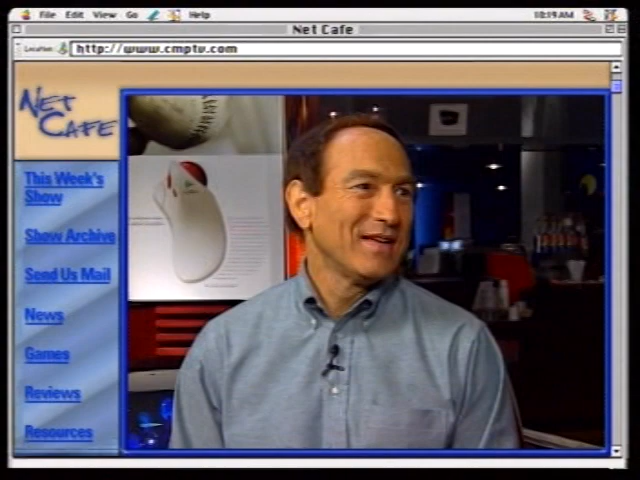 File Edit View Go Help
10:19 AM
Net Cafe
Location: http://www.cmptv.com
NET
CAFE
This Week's
Show
Show Archive
Send Us Mail
News
Games
Reviews
Resources